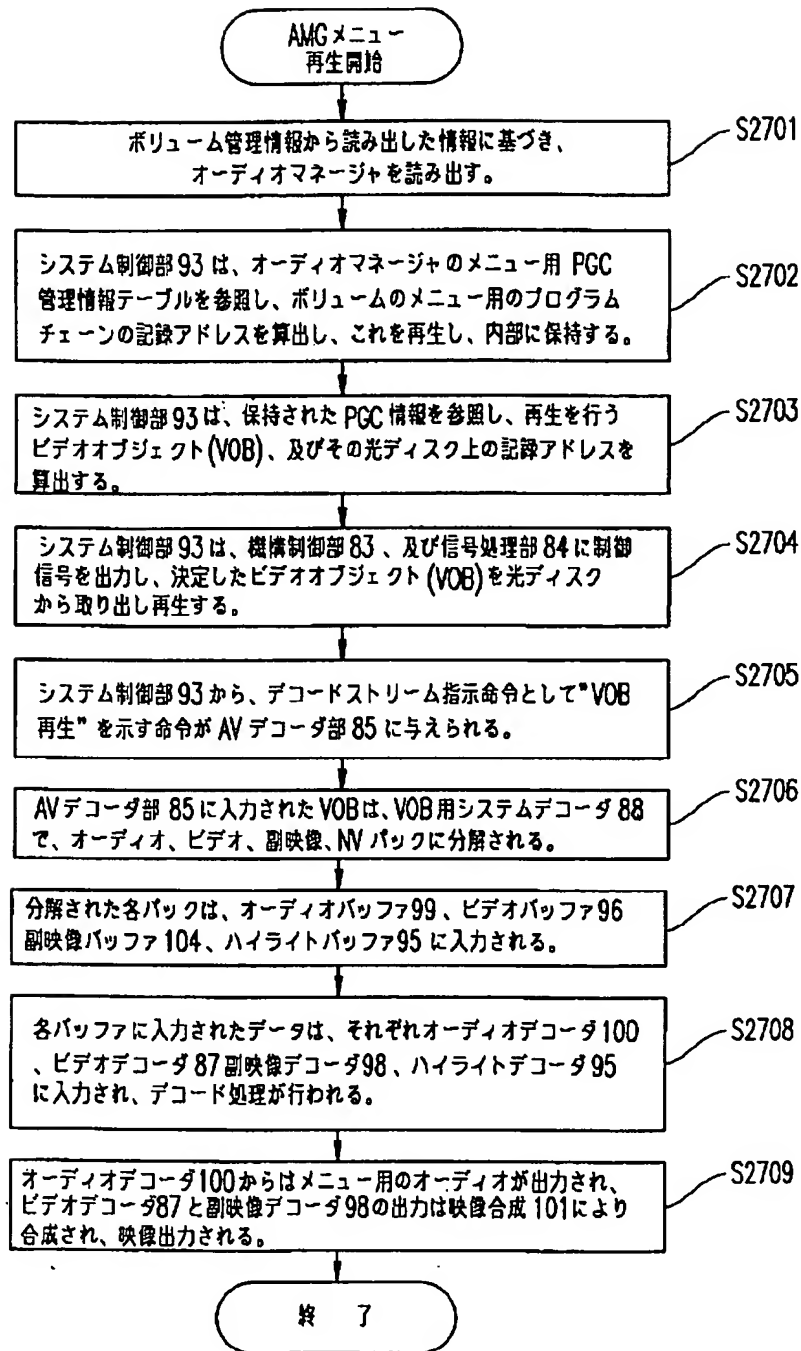 AMGメニュー
再生開始
ボリューム管理情報から読み出した情報に基づき、
オーディオマネージャを読み出す。
S2701
システム制御部93は、オーディオマネージャのメニュー用 PGC
管理情報テーブルを参照し、ボリュームのメニュー用のプログラム
チェーンの記録アドレスを算出し、これを再生し、内部に保持する。
S2702
システム制御部93は、保持された PGC 情報を参照し、再生を行う
ビデオオブジェクト(VOB)、及びその光ディスク上の記録アドレスを
算出する。
S2703
システム制御部93は、機構制御部83、及び信号処理部84に制御
信号を出力し、決定したビデオオブジェクト(VOB)を光ディスク
から取り出し再生する。
S2704
システム制御部93から、デコードストリーム指示命令として"VOB
再生"を示す命令が AVデコーダ部85に与えられる。
S2705
AVデコーダ部 85に入力されたVOBは、VOB用システムデコーダ 88
で、オーディオ、ビデオ、副映像、NVパックに分解される。
S2706
分解された各パックは、オーディオバッファ99、ビデオバッファ96
副映像バッファ104、ハイライトバッファ95に入力される。
S2707
各バッファに入力されたデータは、それぞれオーディオデコーダ100
、ビデオデコーダ87副映像デコーダ98、ハイライトデコーダ95
に入力され、デコード処理が行われる。
S2708
オーディオデコーダ100からはメニュー用のオーディオが出力され、
ビデオデコーダ87と副映像デコーダ98の出力は映像合成101により
合成され、映像出力される。
S2709
終 了